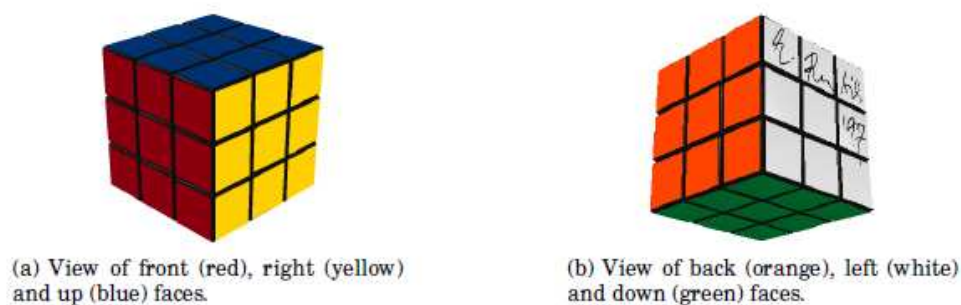 '97
(a) View of front (red), right (yellow)
and up (blue) faces.
(b) View of back (orange), left (white)
and down (green) faces.